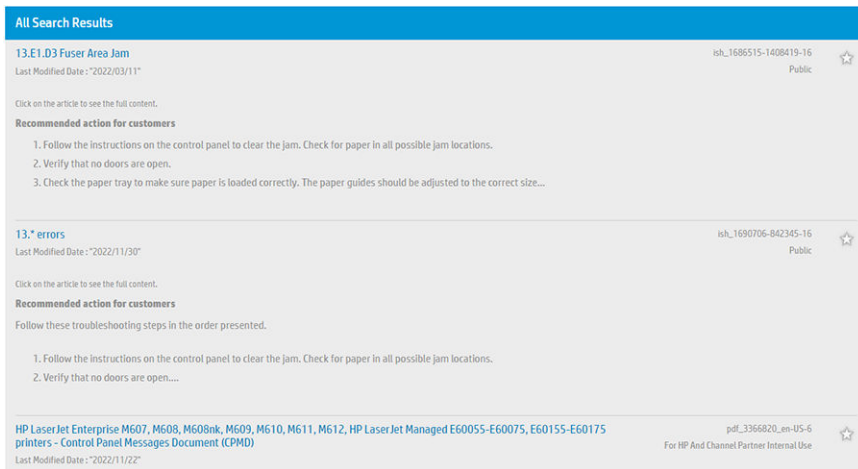 All Search Results
13.E1.D3 Fuser Area Jam
ish_1686515-1408419-16
Last Modified Date : "2022/03/11"
Public
Click on the article to see the full content.
Recommended action for customers
1. Follow the instructions on the control panel to clear the jam. Check for paper in all possible jam locations.
2. Verify that no doors are open.
3. Check the paper tray to make sure paper is loaded correctly. The paper guides should be adjusted to the correct size...
13.* errors
ish_1690706-842345-16
Last Modified Date : "2022/11/30"
Public
Click on the article to see the full content.
Recommended action for customers
Follow these troubleshooting steps in the order presented.
1. Follow the instructions on the control panel to clear the jam. Check for paper in all possible jam locations.
2. Verify that no doors are open....
HP LaserJet Enterprise M607, M608, M608nk, M609, M610, M611, M612, HP LaserJet Managed E60055-E60075, E60155-E60175
printers - Control Panel Messages Document (CPMD)
pdf_3366820_en-US-6
For HP And Channel Partner Internal Use
Last Modified Date : "2022/11/22"